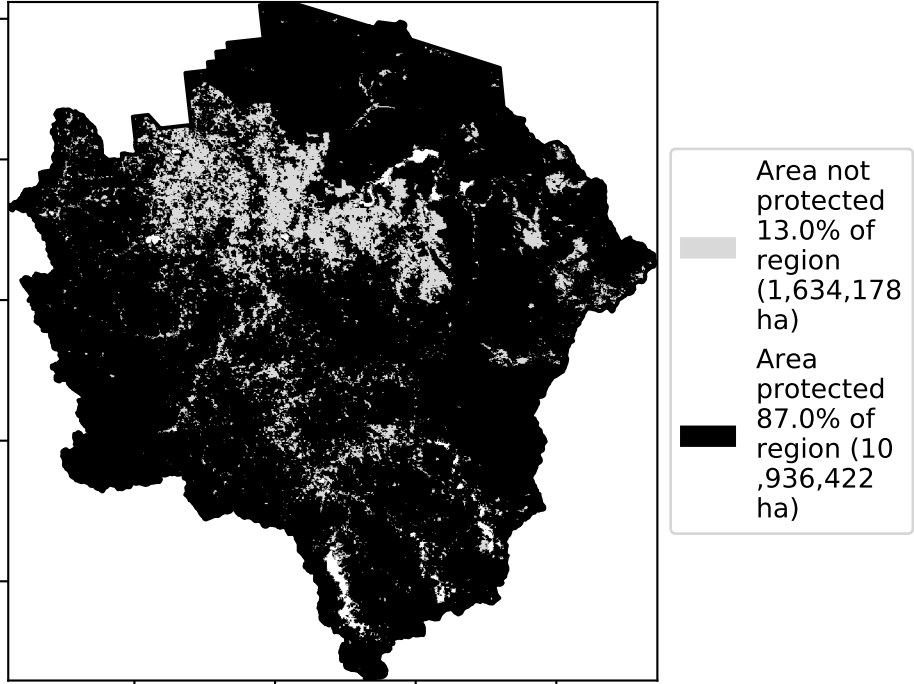 Area not
protected
13.0% of
region
(1,634,178
ha)
Area
protected
87.0% of
region (10
,936,422
ha)